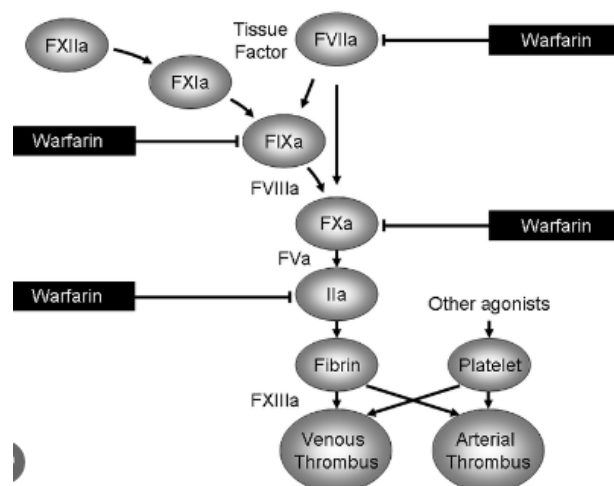 FXIIa
Tissue
Factor
FVIIa
Warfarin
FXIa
Warfarin
FIXa
FVIIIa
FXa
Warfarin
FVa
Warfarin
IIa
Other agonists
Fibrin
Platelet
FXIIIa
Venous
Thrombus
Arterial
Thrombus